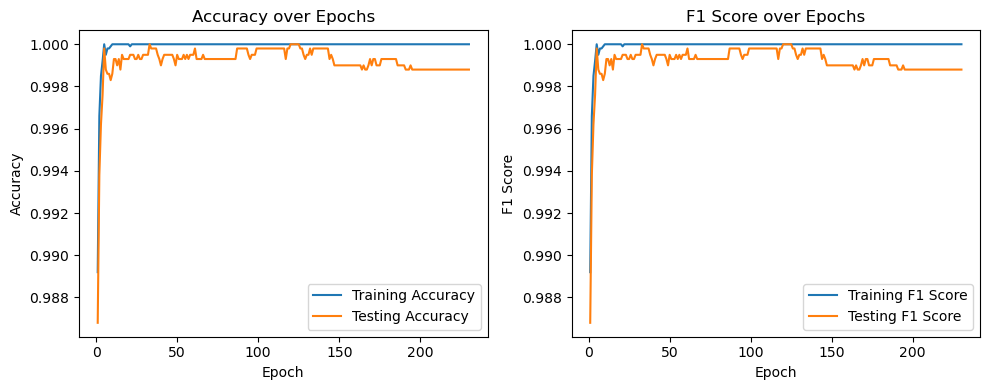 Accuracy over Epochs
1.000
0.998
0.996
0.994
0.992
0.990
0.988
Accuracy
0
50
100
150
200
Epoch
Training Accuracy
Testing Accuracy
F1 Score over Epochs
1.000
0.998
0.996
0.994
0.992
0.990
0.988
F1 Score
0
50
100
150
200
Epoch
Training F1 Score
Testing F1 Score